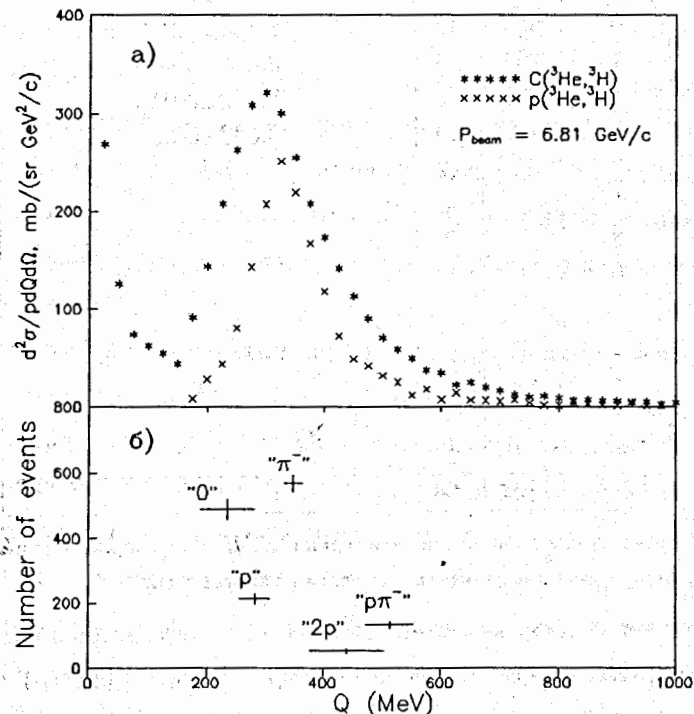 400
а)
***** C(³He,³H)
××××× p(³He,³H)
P_beam = 6.81 GeV/c
300
200
100
d²σ/pdQdΩ, mb/(sr GeV²/c)
800
б)
"π⁻"
600
"0"
400
"p"
200
"pπ⁻"
"2p"
0
Number of events
0 200 400 600 800 1000
Q (MeV)